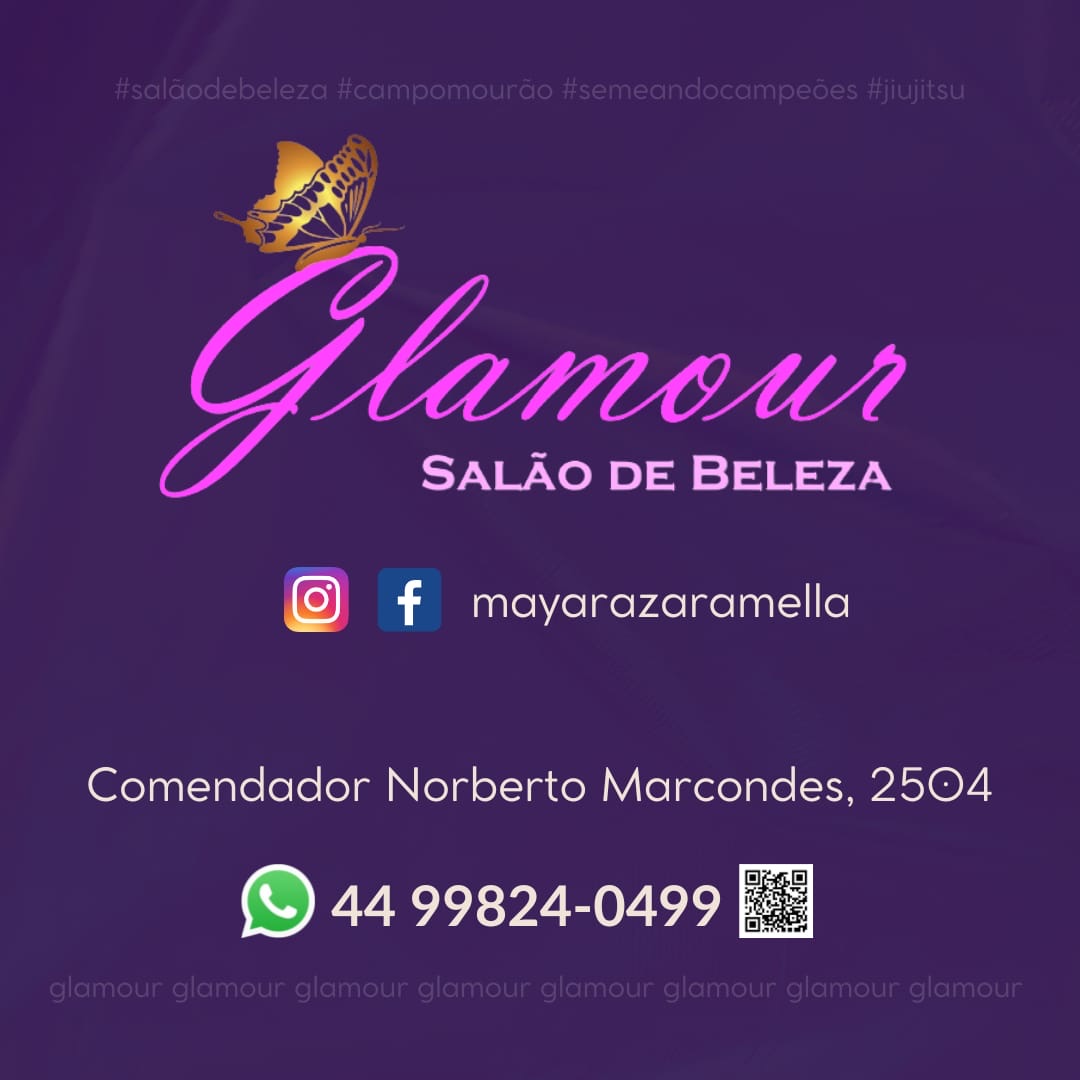 #salãodebeleza #campomourão #semeandocampeões #jiujitsu
Glamour
SALÃO DE BELEZA
mayarazaramella
Comendador Norberto Marcondes, 2504
44 99824-0499
glamour glamour glamour glamour glamour glamour glamour glamour